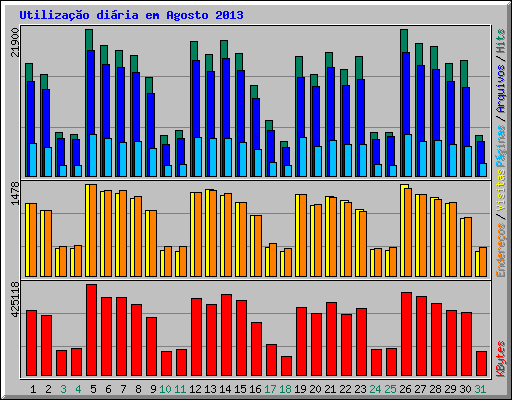 Utilização diária em Agosto 2013
21900
1478
425118
Endereços / Visitas
Páginas / Arquivos / Hits
KBytes
1 2 3 4 5 6 7 8 9 10 11 12 13 14 15 16 17 18 19 20 21 22 23 24 25 26 27 28 29 30 31